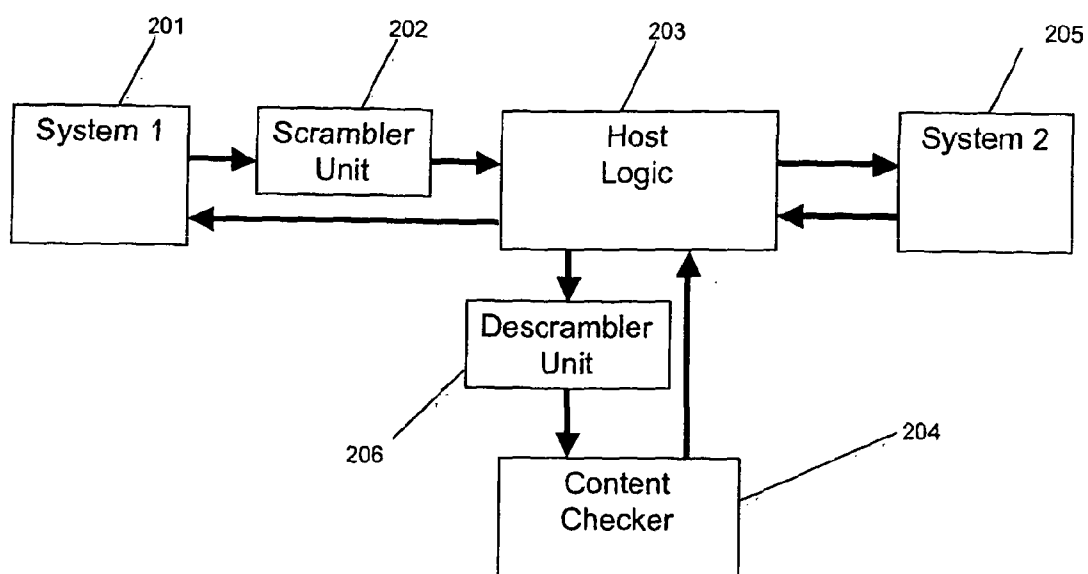 201
202
203
205
System 1
Scrambler
Unit
Host
Logic
System 2
Descrambler
Unit
206
204
Content
Checker